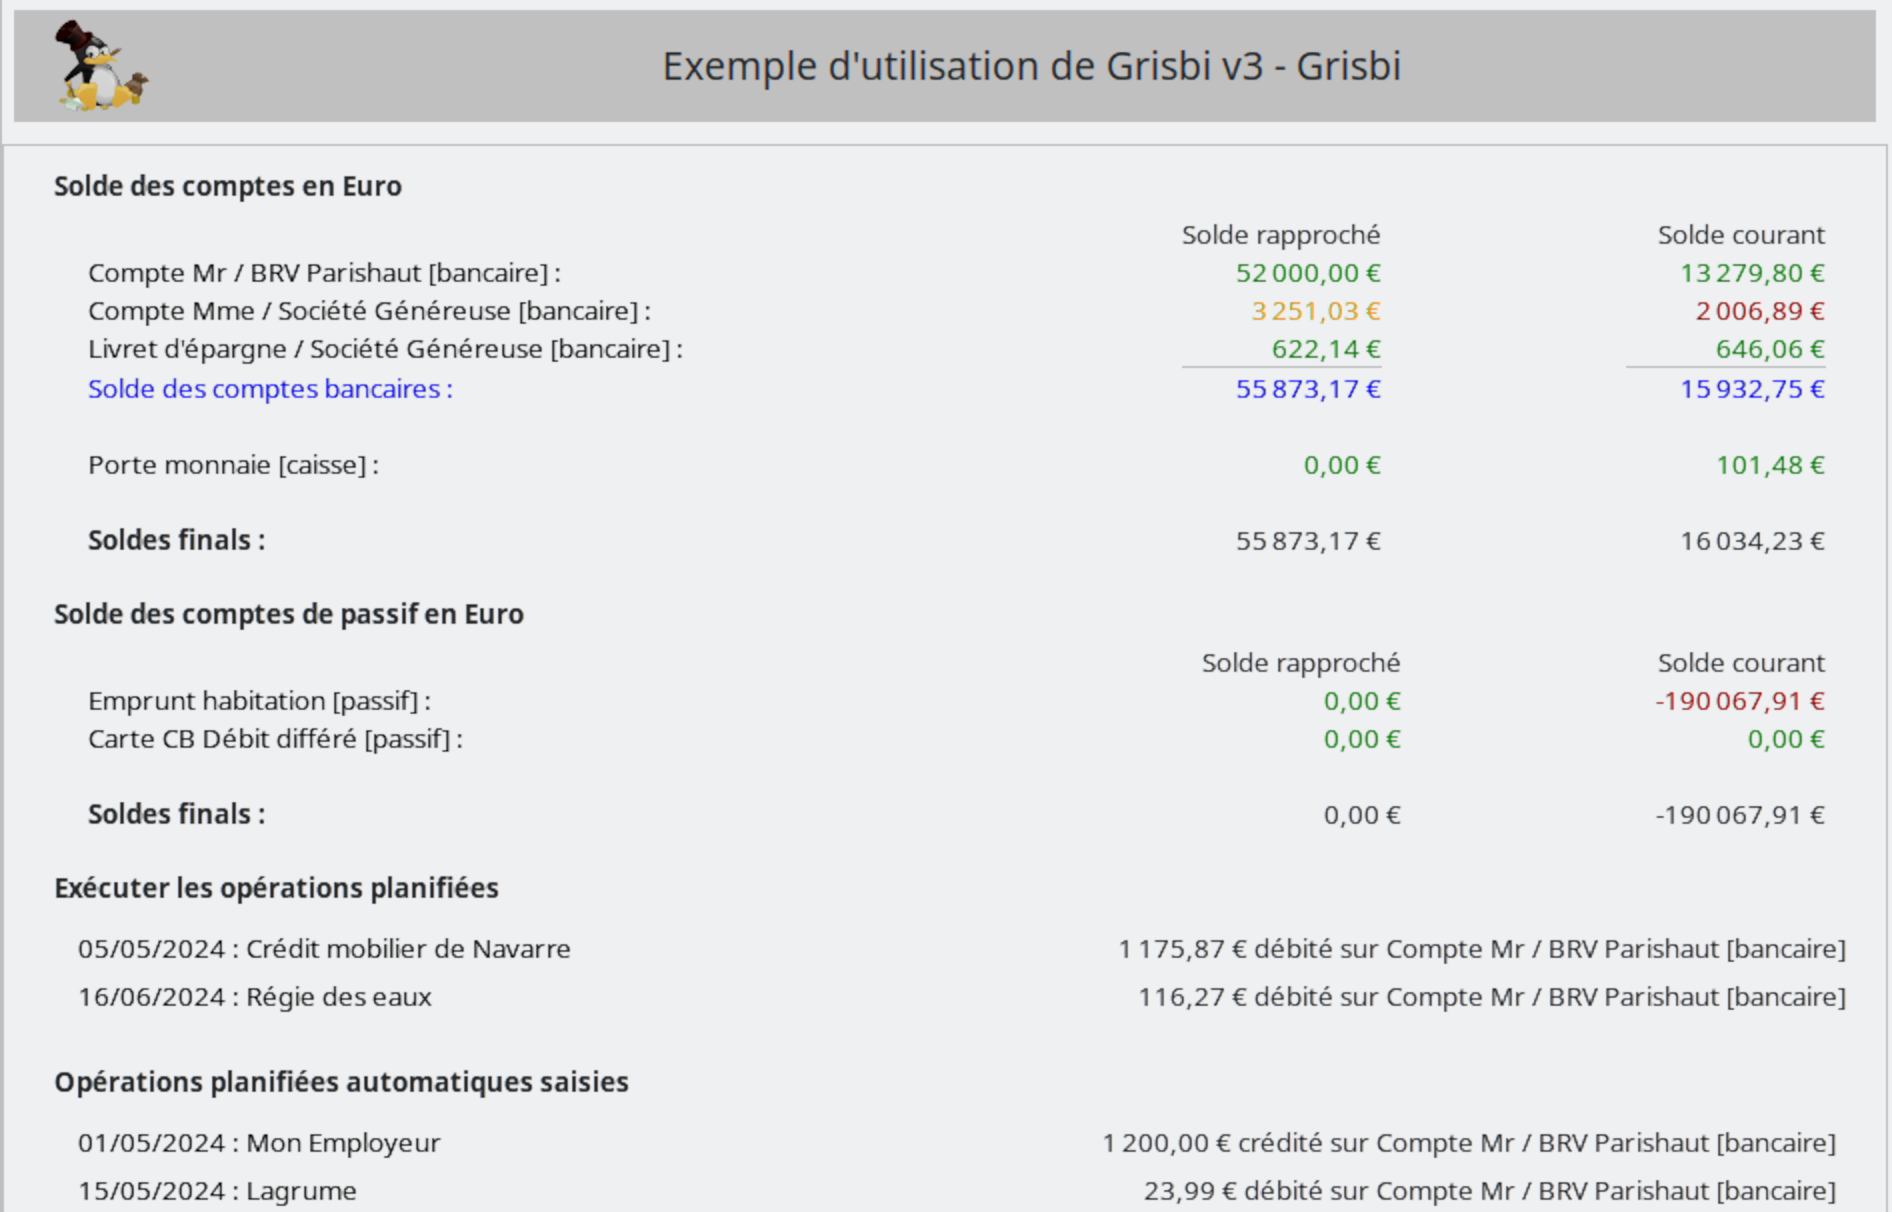 Exemple d'utilisation de Grisbi v3 - Grisbi
Solde des comptes en Euro
Solde rapproché Solde courant
Compte Mr / BRV Parishaut [bancaire] : 52 000,00 € 13 279,80 €
Compte Mme / Société Généreuse [bancaire] : 3 251,03 € 2 006,89 €
Livret d'épargne / Société Généreuse [bancaire] : 622,14 € 646,06 €
Solde des comptes bancaires : 55 873,17 € 15 932,75 €
Porte monnaie [caisse] : 0,00 € 101,48 €
Soldes finals : 55 873,17 € 16 034,23 €
Solde des comptes de passif en Euro
Solde rapproché Solde courant
Emprunt habitation [passif] : 0,00 € -190 067,91 €
Carte CB Débit différé [passif] : 0,00 € 0,00 €
Soldes finals : 0,00 € -190 067,91 €
Exécuter les opérations planifiées
05/05/2024 : Crédit mobilier de Navarre 1 175,87 € débité sur Compte Mr / BRV Parishaut [bancaire]
16/06/2024 : Régie des eaux 116,27 € débité sur Compte Mr / BRV Parishaut [bancaire]
Opérations planifiées automatiques saisies
01/05/2024 : Mon Employeur 1 200,00 € crédité sur Compte Mr / BRV Parishaut [bancaire]
15/05/2024 : Lagrume 23,99 € débité sur Compte Mr / BRV Parishaut [bancaire]